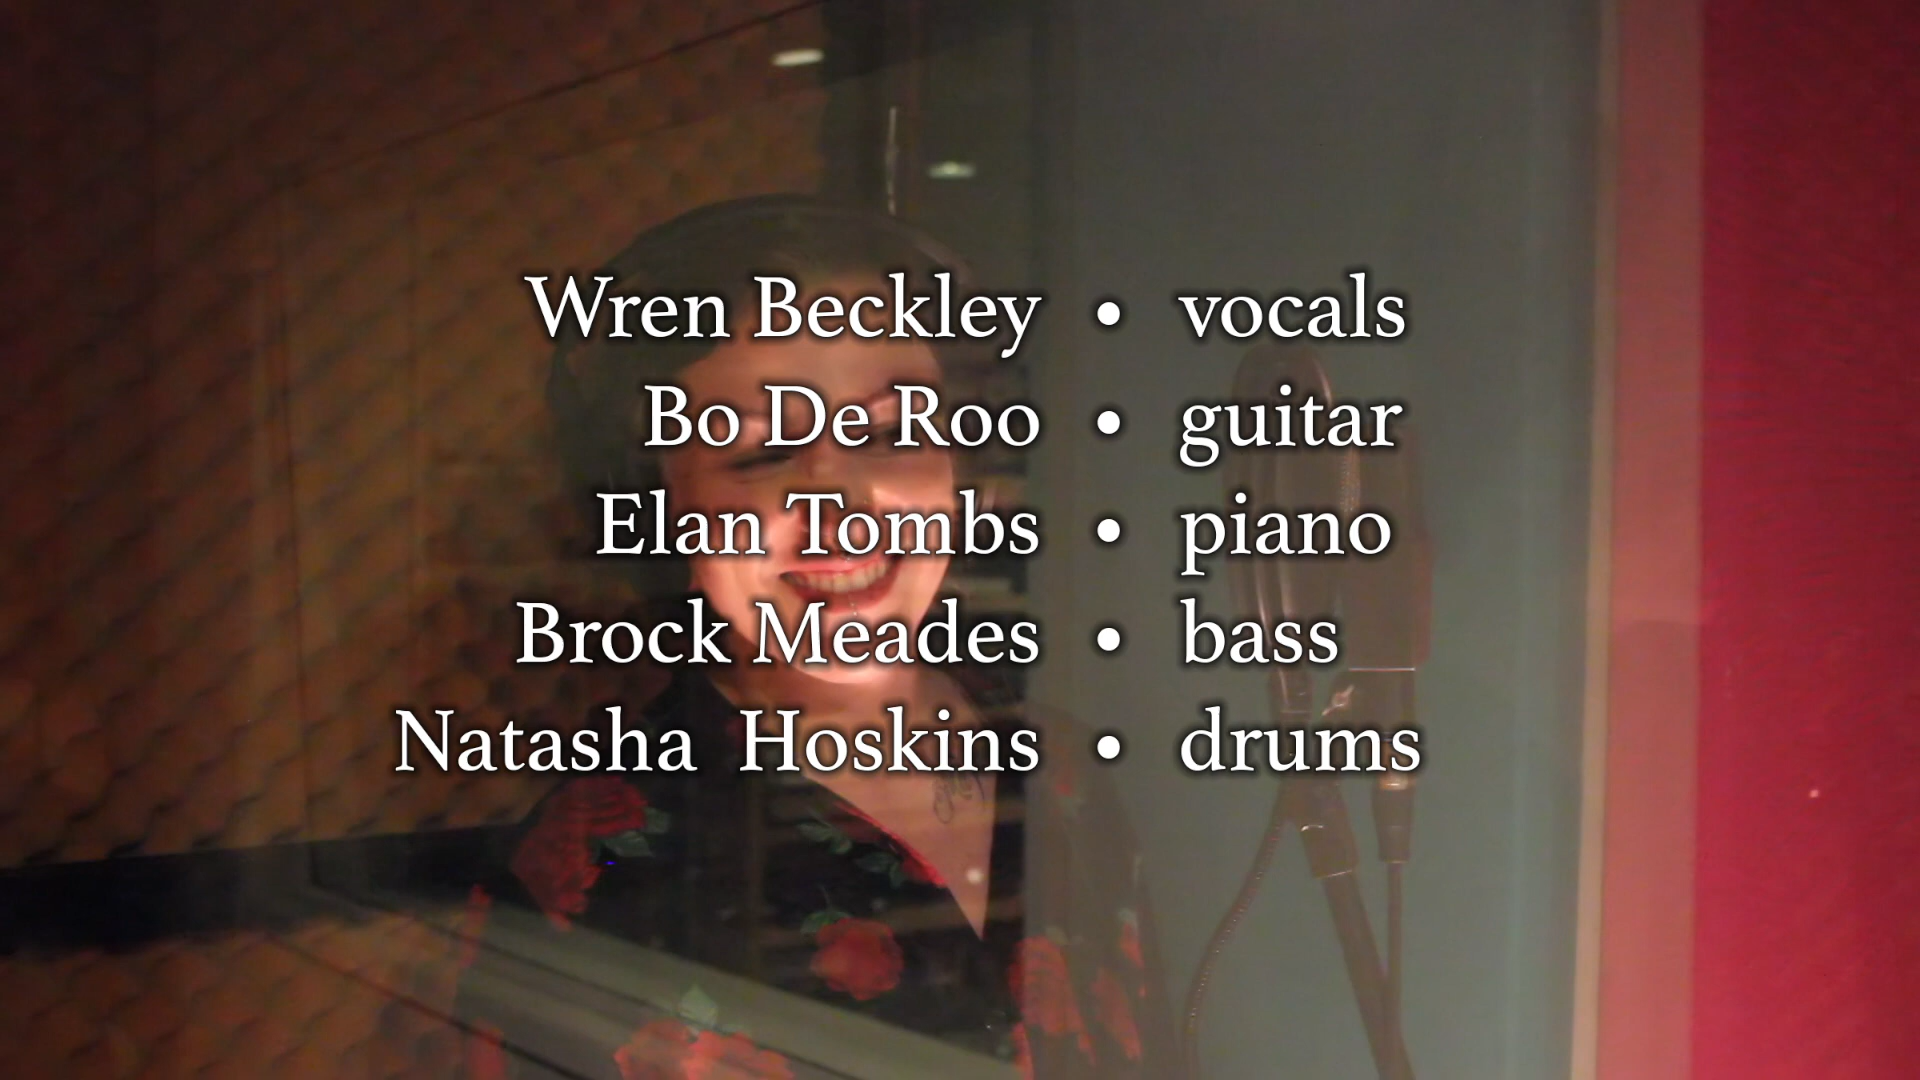 Wren Beckley • vocals
Bo De Roo • guitar
Elan Tombs • piano
Brock Meades • bass
Natasha Hoskins • drums